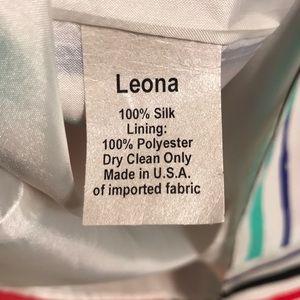 Leona
100% Silk
Lining:
100% Polyester
Dry Clean Only
Made in U.S.A.
of imported fabric